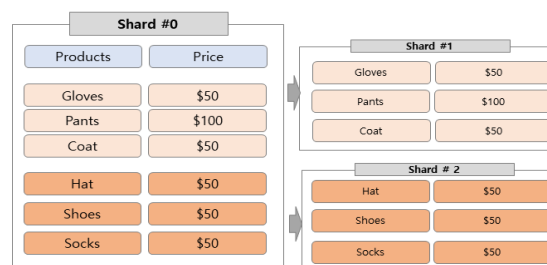 Shard #0
Products Price
Gloves $50
Pants $100
Coat $50
Hat $50
Shoes $50
Socks $50
Shard #1
Gloves $50
Pants $100
Coat $50
Shard # 2
Hat $50
Shoes $50
Socks $50